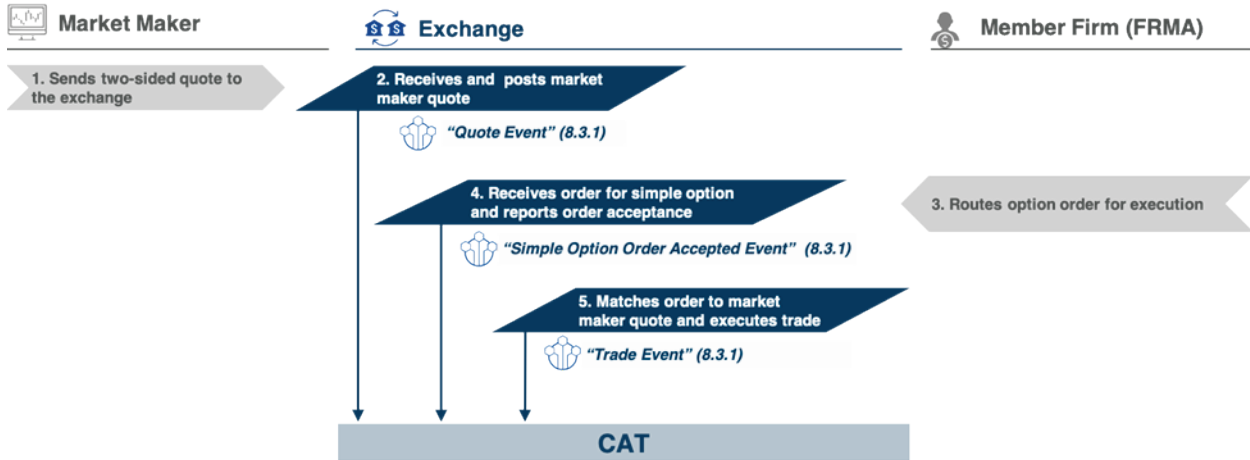 Market Maker
Exchange
Member Firm (FRMA)
1. Sends two-sided quote to
the exchange
2. Receives and posts market
maker quote
“Quote Event” (8.3.1)
3. Routes option order for execution
4. Receives order for simple option
and reports order acceptance
“Simple Option Order Accepted Event” (8.3.1)
5. Matches order to market
maker quote and executes trade
“Trade Event” (8.3.1)
CAT